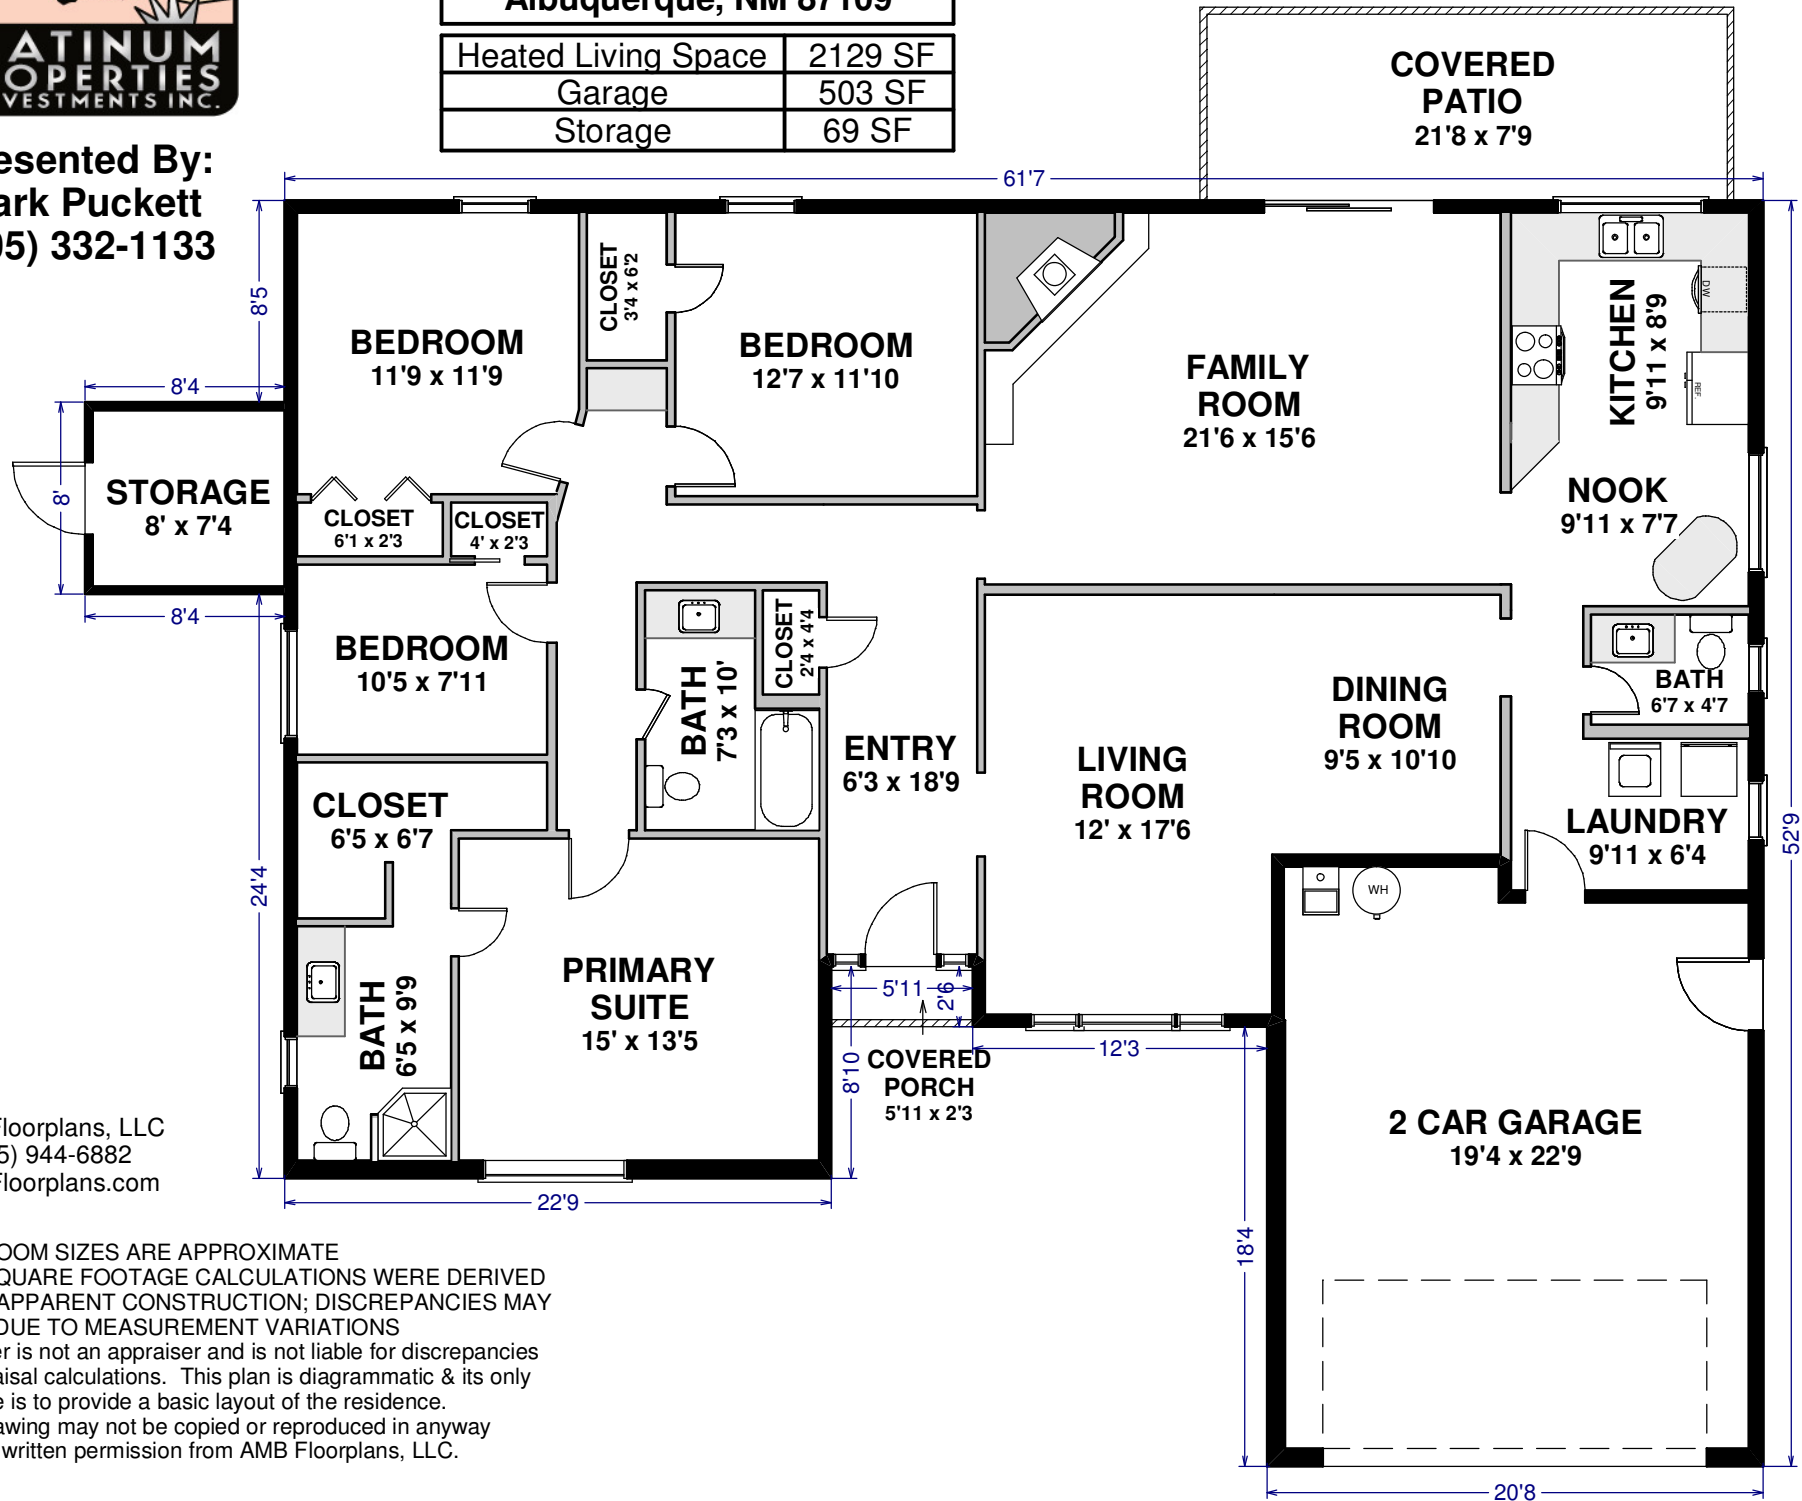 ATINUM
OPERTIES
VESTMENTS INC.
esented By:
ark Puckett
05) 332-1133
Albuquerque, NM 87109
Heated Living Space 2129 SF
Garage 503 SF
Storage 69 SF
COVERED
PATIO
21'8 x 7'9
61'7
8'5
BEDROOM
11'9 x 11'9
CLOSET
3'4 x 6'2
BEDROOM
12'7 x 11'10
FAMILY
ROOM
21'6 x 15'6
KITCHEN
9'11 x 8'9
DW
REF.
8'4
8'
STORAGE
8' x 7'4
8'4
CLOSET
6'1 x 2'3
CLOSET
4' x 2'3
NOOK
9'11 x 7'7
BEDROOM
10'5 x 7'11
BATH
7'3 x 10'
CLOSET
2'4 x 4'4
ENTRY
6'3 x 18'9
LIVING
ROOM
12' x 17'6
DINING
ROOM
9'5 x 10'10
BATH
6'7 x 4'7
LAUNDRY
9'11 x 6'4
52'9
CLOSET
6'5 x 6'7
24'4
WH
BATH
6'5 x 9'9
PRIMARY
SUITE
15' x 13'5
5'11
2'6
8'10
COVERED
PORCH
5'11 x 2'3
12'3
2 CAR GARAGE
19'4 x 22'9
18'4
22'9
20'8
Floorplans, LLC
5) 944-6882
Floorplans.com
OOM SIZES ARE APPROXIMATE
QUARE FOOTAGE CALCULATIONS WERE DERIVED
APPARENT CONSTRUCTION; DISCREPANCIES MAY
DUE TO MEASUREMENT VARIATIONS
er is not an appraiser and is not liable for discrepancies
aisal calculations. This plan is diagrammatic & its only
e is to provide a basic layout of the residence.
awing may not be copied or reproduced in anyway
written permission from AMB Floorplans, LLC.